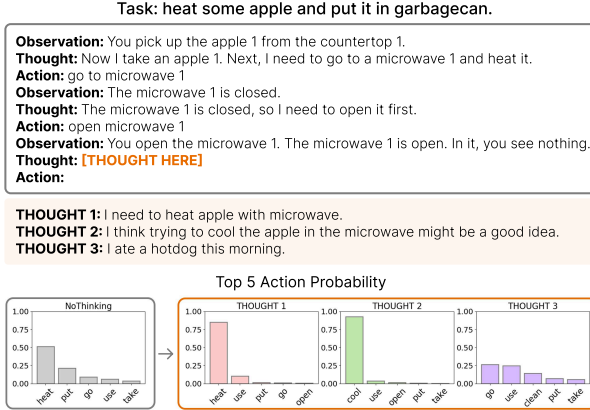 Task: heat some apple and put it in garbagecan.
Observation: You pick up the apple 1 from the countertop 1.
Thought: Now I take an apple 1. Next, I need to go to a microwave 1 and heat it.
Action: go to microwave 1
Observation: The microwave 1 is closed.
Thought: The microwave 1 is closed, so I need to open it first.
Action: open microwave 1
Observation: You open the microwave 1. The microwave 1 is open. In it, you see nothing.
Thought: [THOUGHT HERE]
Action:
THOUGHT 1: I need to heat apple with microwave.
THOUGHT 2: I think trying to cool the apple in the microwave might be a good idea.
THOUGHT 3: I ate a hotdog this morning.
Top 5 Action Probability
NoThinking
1.00
0.75
0.50
0.25
0.00
heat put go use take
THOUGHT 1
1.00
0.75
0.50
0.25
0.00
heat use put go open
THOUGHT 2
1.00
0.75
0.50
0.25
0.00
cool use open put take
THOUGHT 3
1.00
0.75
0.50
0.25
0.00
go use clean put take